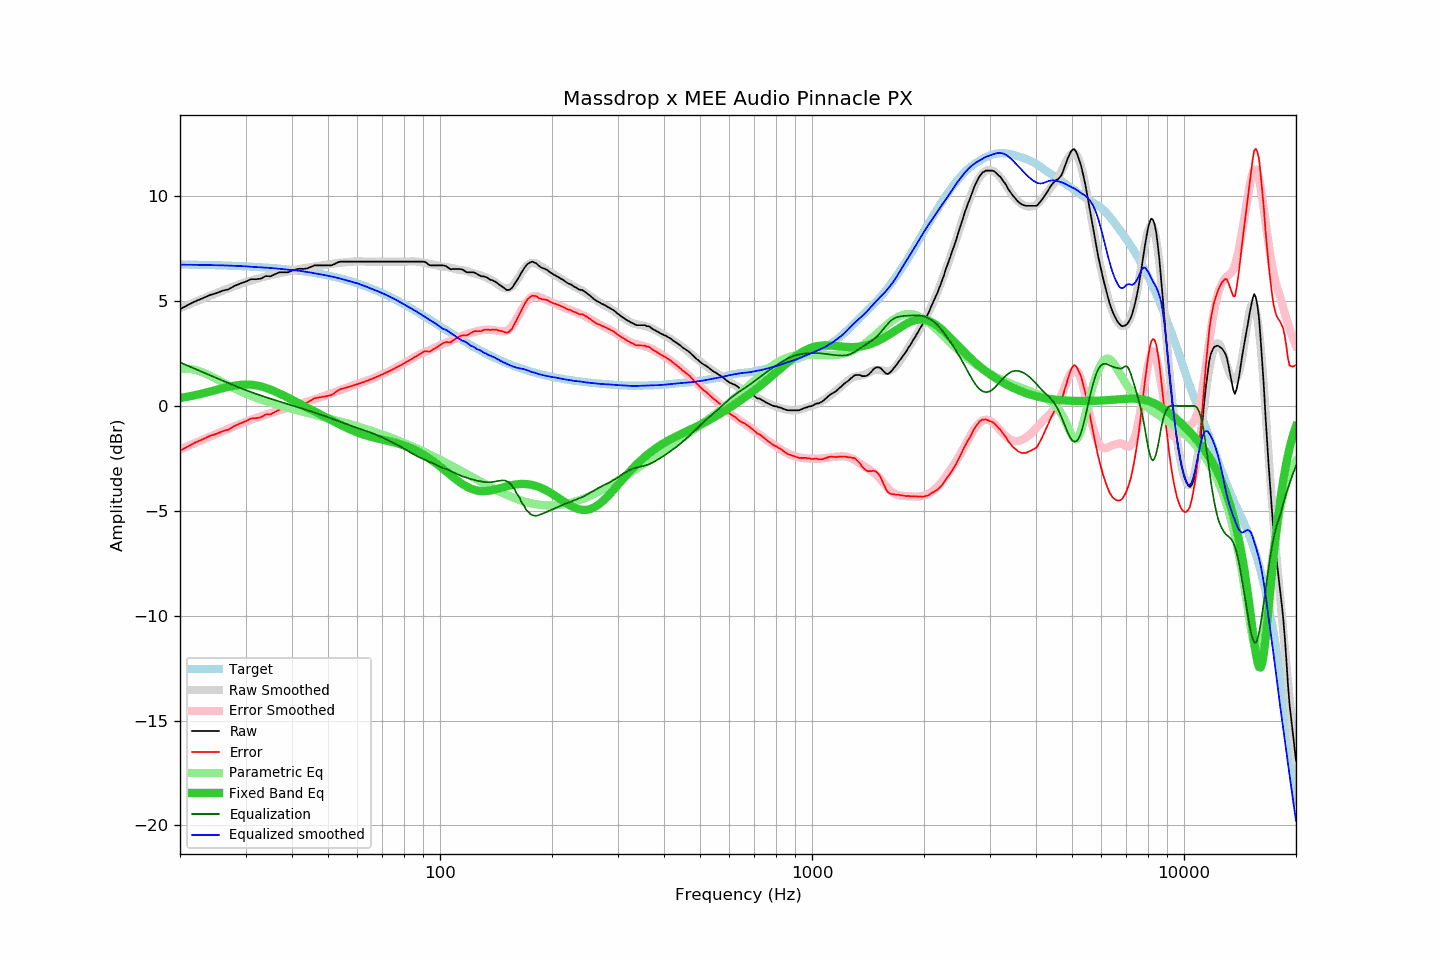 Massdrop x MEE Audio Pinnacle PX
Amplitude (dBr)
10
5
0
−5
−10
−15
−20
Target
Raw Smoothed
Error Smoothed
Raw
Error
Parametric Eq
Fixed Band Eq
Equalization
Equalized smoothed
100
1000
10000
Frequency (Hz)